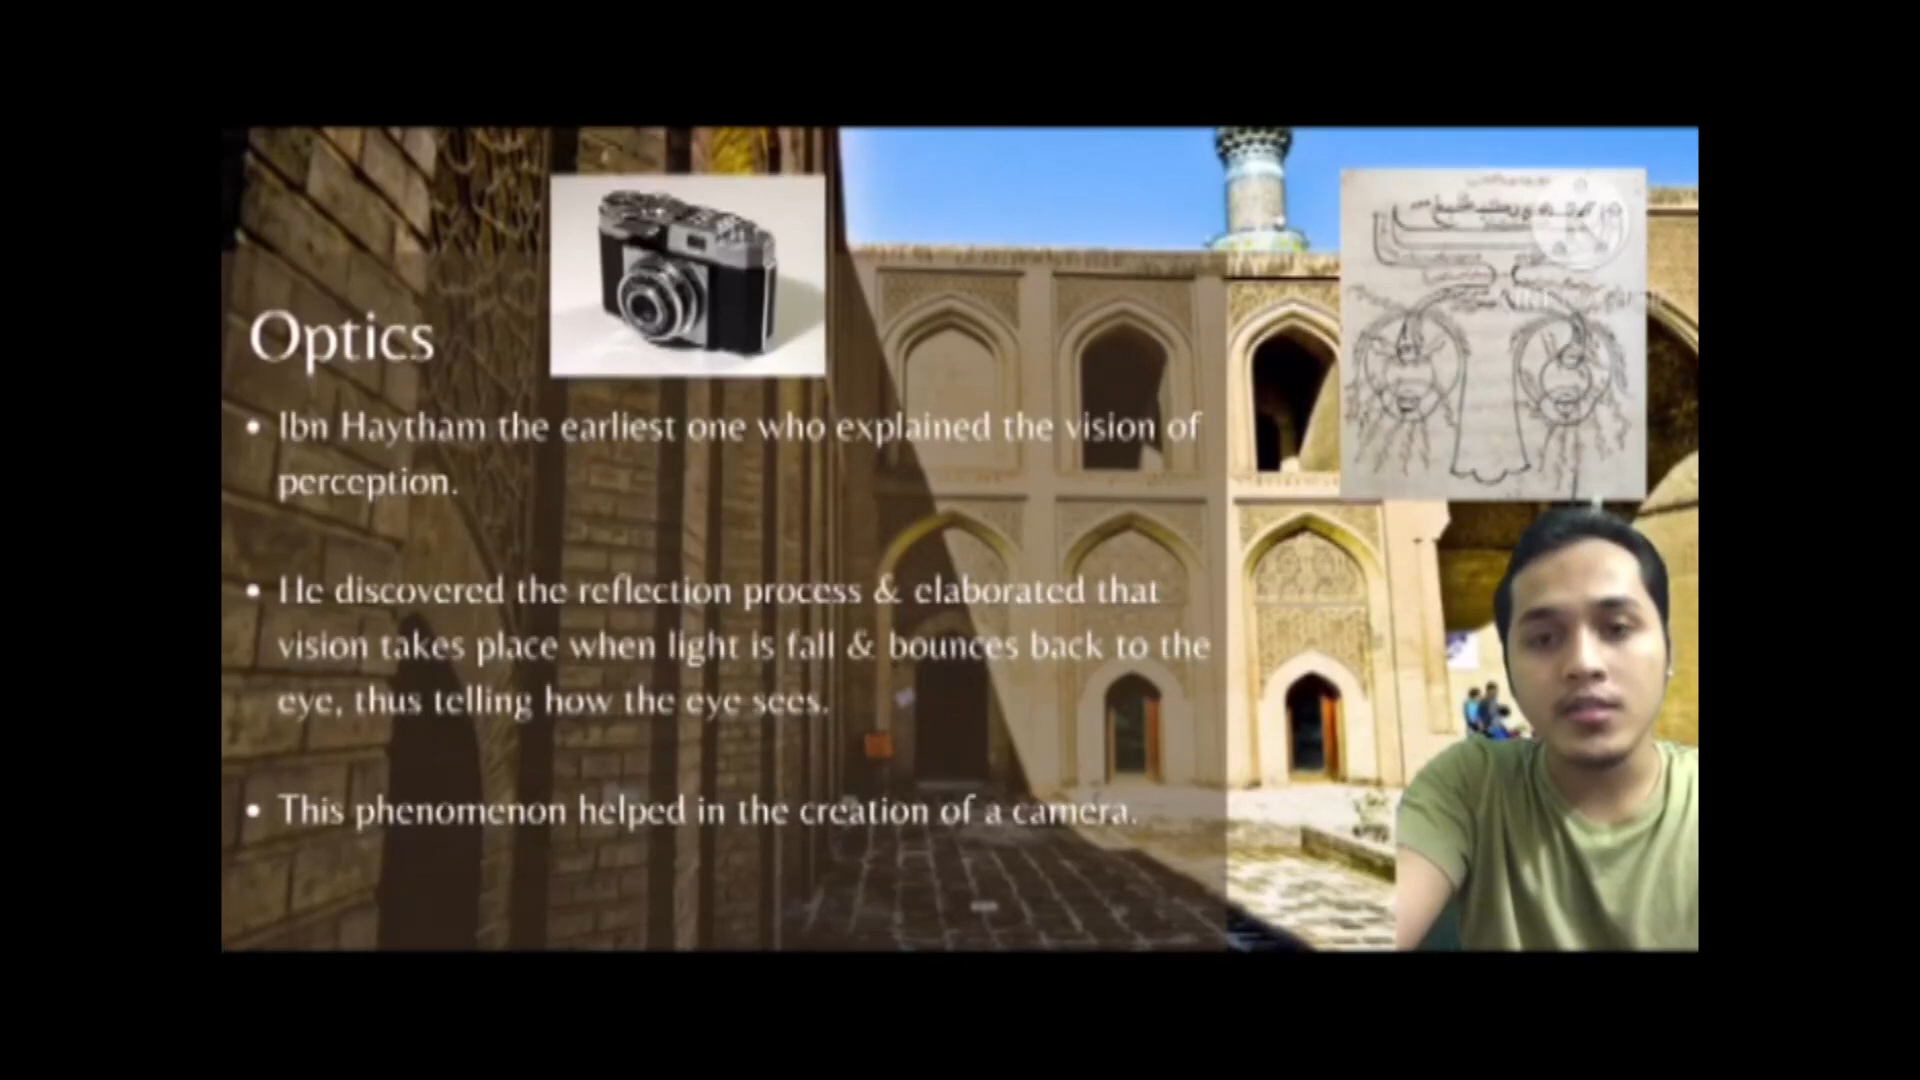 Optics
• Ibn Haytham the earliest one who explained the vision of
perception.
• He discovered the reflection process & elaborated that
vision takes place when light is fall & bounces back to the
eye, thus telling how the eye sees.
• This phenomenon helped in the creation of a camera.